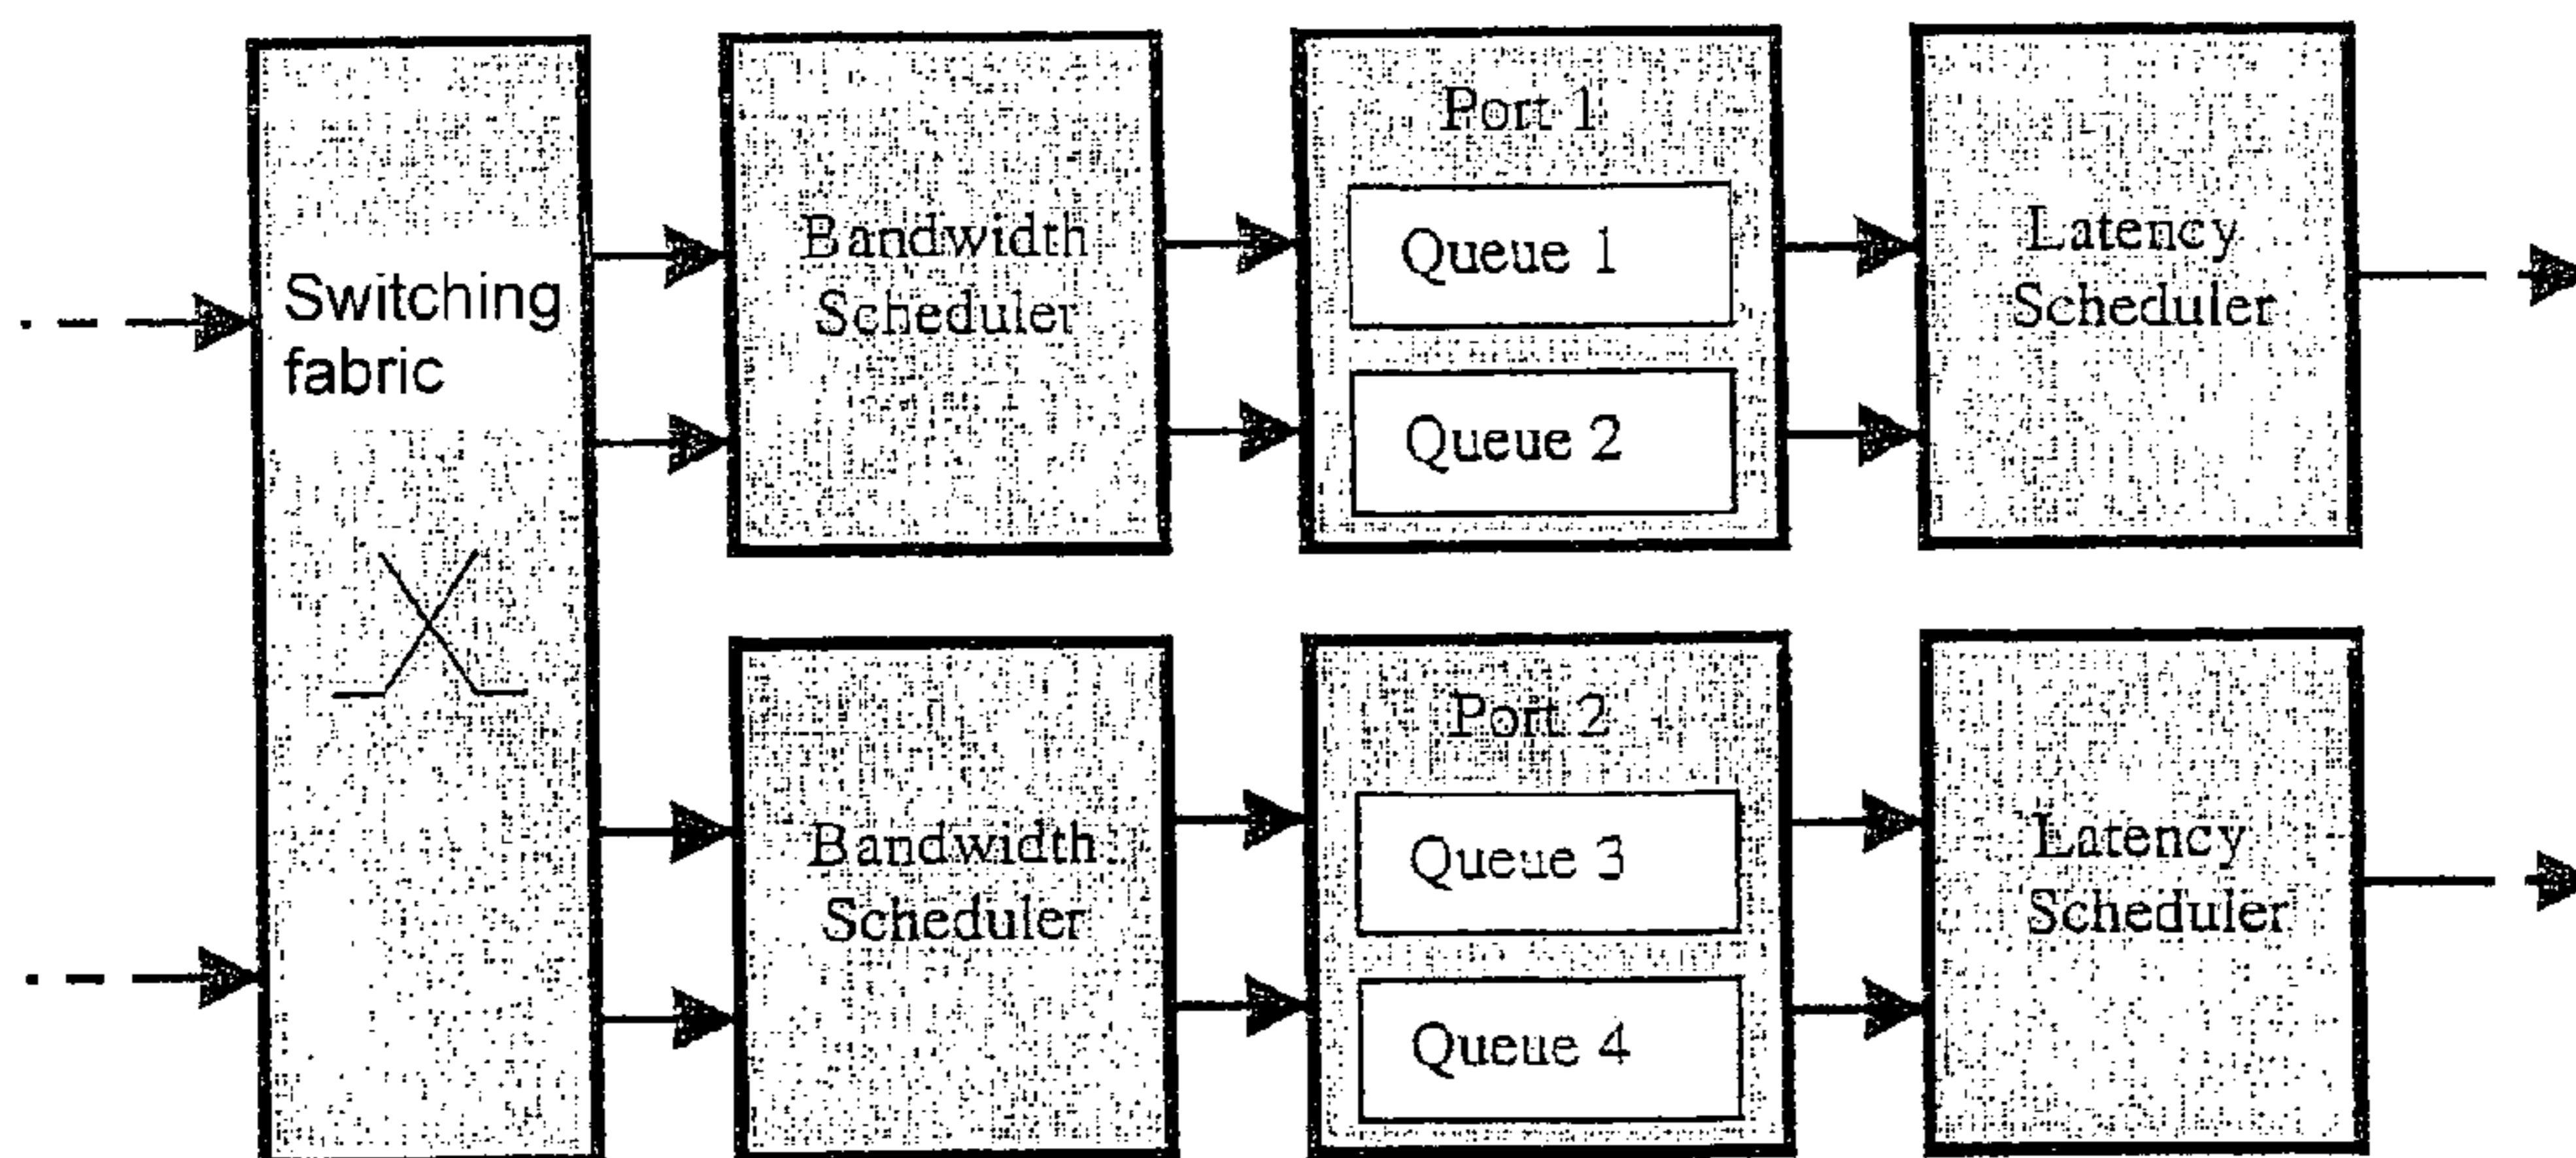 Switching
fabric
Bandwidth
Scheduler
Port 1
Queue 1
Queue 2
Latency
Scheduler
Bandwidth
Scheduler
Port 2
Queue 3
Queue 4
Latency
Scheduler